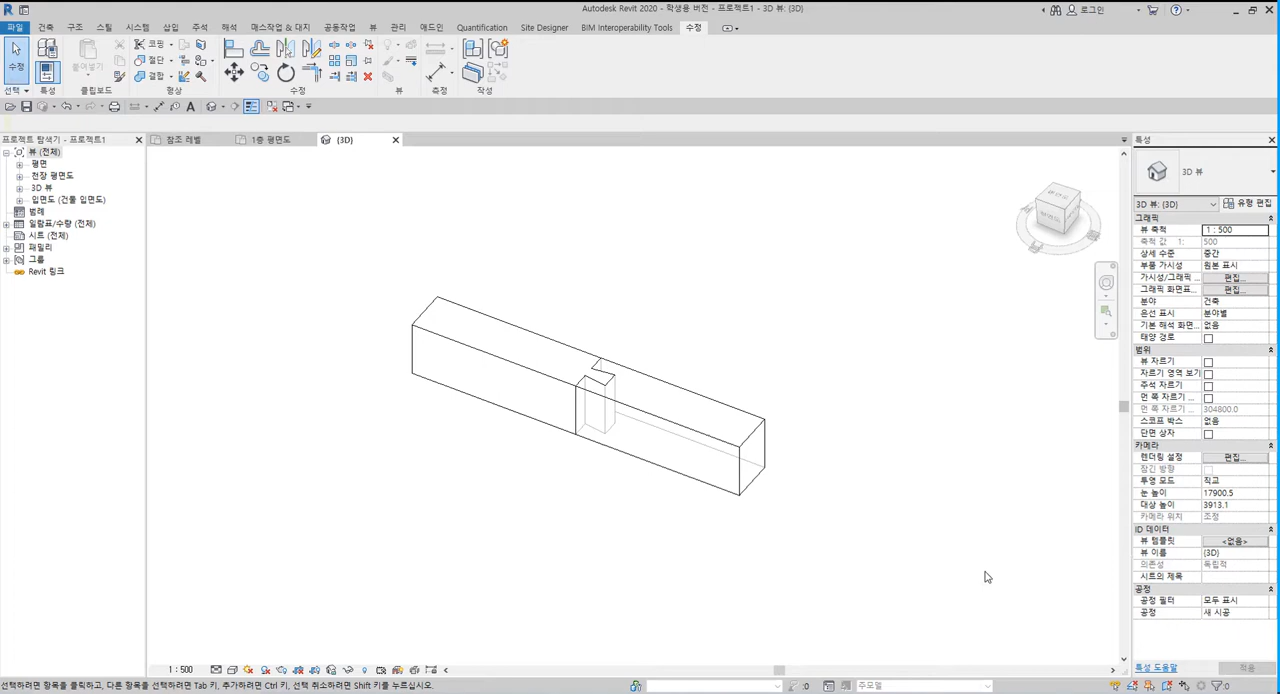 Autodesk Revit 2020 - 학생용 버전 - 프로젝트1 - 3D 뷰: {3D}
로그인
파일 건축 구조 스틸 시스템 삽입 주석 해석 매스작업 & 대지 공동작업 뷰 관리 애드인 Quantification Site Designer BIM Interoperability Tools 수정
수정 붙여넣기 코핑 절단 결합
선택 특성 클립보드 형상 수정 뷰 측정 작성
프로젝트 탐색기 - 프로젝트1
뷰 (전체)
평면
천장 평면도
3D 뷰
입면도 (건물 입면도)
범례
일람표/수량 (전체)
시트 (전체)
패밀리
그룹
Revit 링크
참조 레벨 1층 평면도 {3D}
특성
3D 뷰
3D 뷰: {3D} 유형 편집
그래픽
뷰 축척 1 : 500
축척 값 1: 500
상세 수준 중간
부품 가시성 원본 표시
가시성/그래픽 ... 편집...
그래픽 화면표... 편집...
분야 건축
은선 표시 분야별
기본 해석 화면... 없음
태양 경로
범위
뷰 자르기
자르기 영역 보기
주석 자르기
먼 쪽 자르기 ...
먼 쪽 자르기 ... 304800.0
스코프 박스 없음
단면 상자
카메라
렌더링 설정 편집...
잠긴 방향
투영 모드 직교
눈 높이 17900.5
대상 높이 3913.1
카메라 위치 조정
ID 데이터
뷰 템플릿 <없음>
뷰 이름 {3D}
의존성 독립적
시트의 제목
공정
공정 필터 모두 표시
공정 새 시공
특성 도움말 적용
1 : 500
선택하려면 항목을 클릭하고, 다른 항목을 선택하려면 Tab 키, 추가하려면 Ctrl 키, 선택 취소하려면 Shift 키를 누르십시오.
:0 주모델 :0